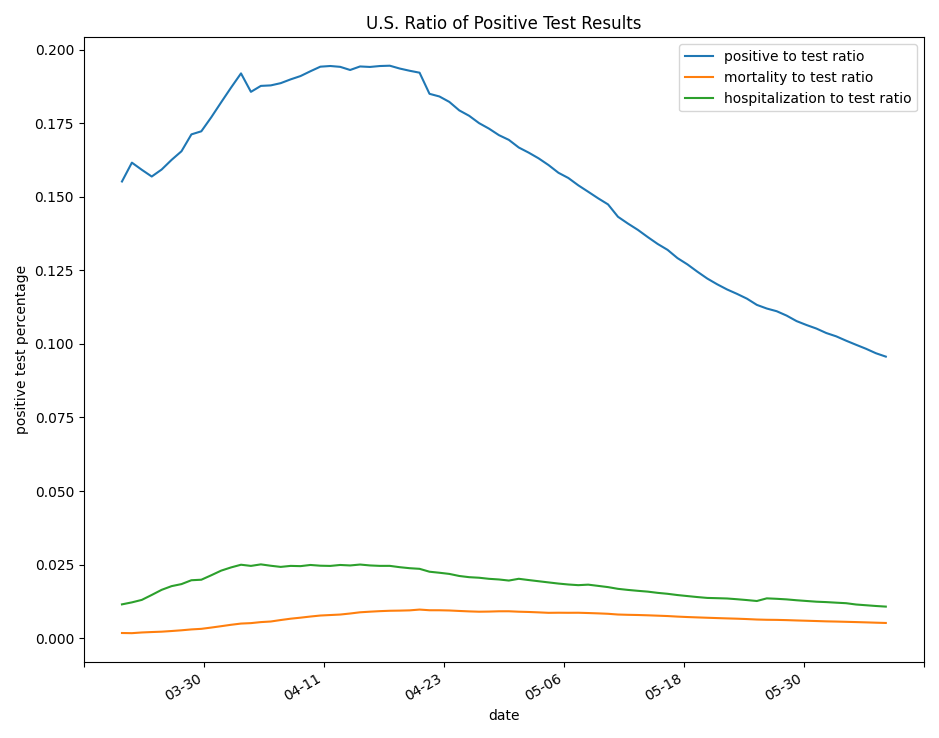 U.S. Ratio of Positive Test Results
positive to test ratio
mortality to test ratio
hospitalization to test ratio
positive test percentage
0.200
0.175
0.150
0.125
0.100
0.075
0.050
0.025
0.000
03-30
04-11
04-23
05-06
05-18
05-30
date